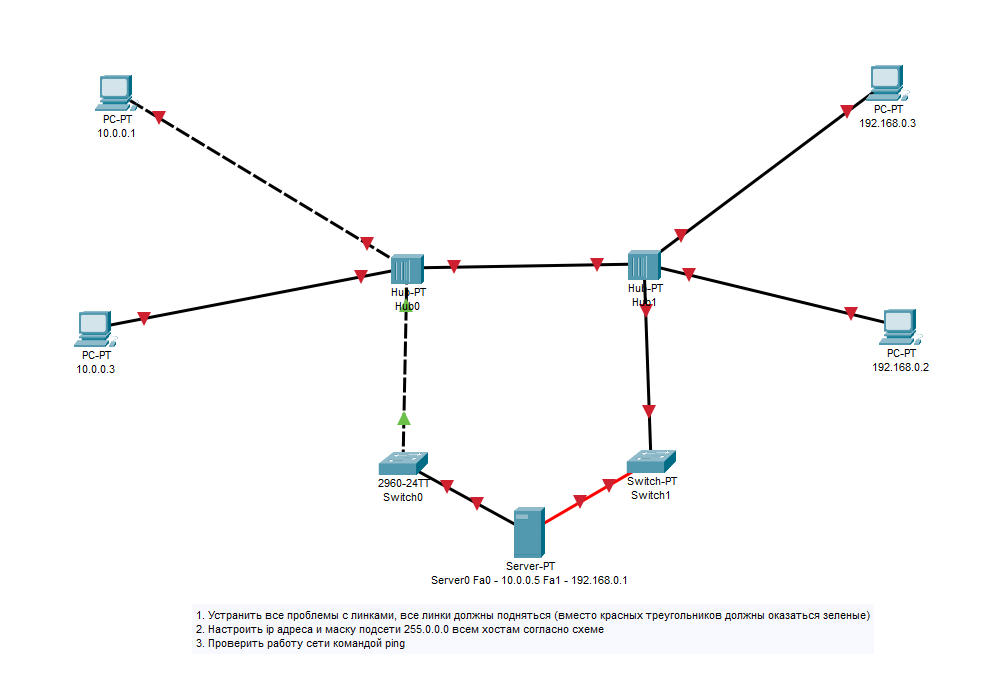 PC-PT
10.0.0.1
PC-PT
192.168.0.3
Hub-PT
Hub0
Hub-PT
Hub1
PC-PT
10.0.0.3
PC-PT
192.168.0.2
2960-24TT
Switch0
Switch-PT
Switch1
Server-PT
Server0 Fa0 - 10.0.0.5 Fa1 - 192.168.0.1
1. Устранить все проблемы с линками, все линки должны подняться (вместо красных треугольников должны оказаться зеленые)
2. Настроить ip адреса и маску подсети 255.0.0.0 всем хостам согласно схеме
3. Проверить работу сети командой ping